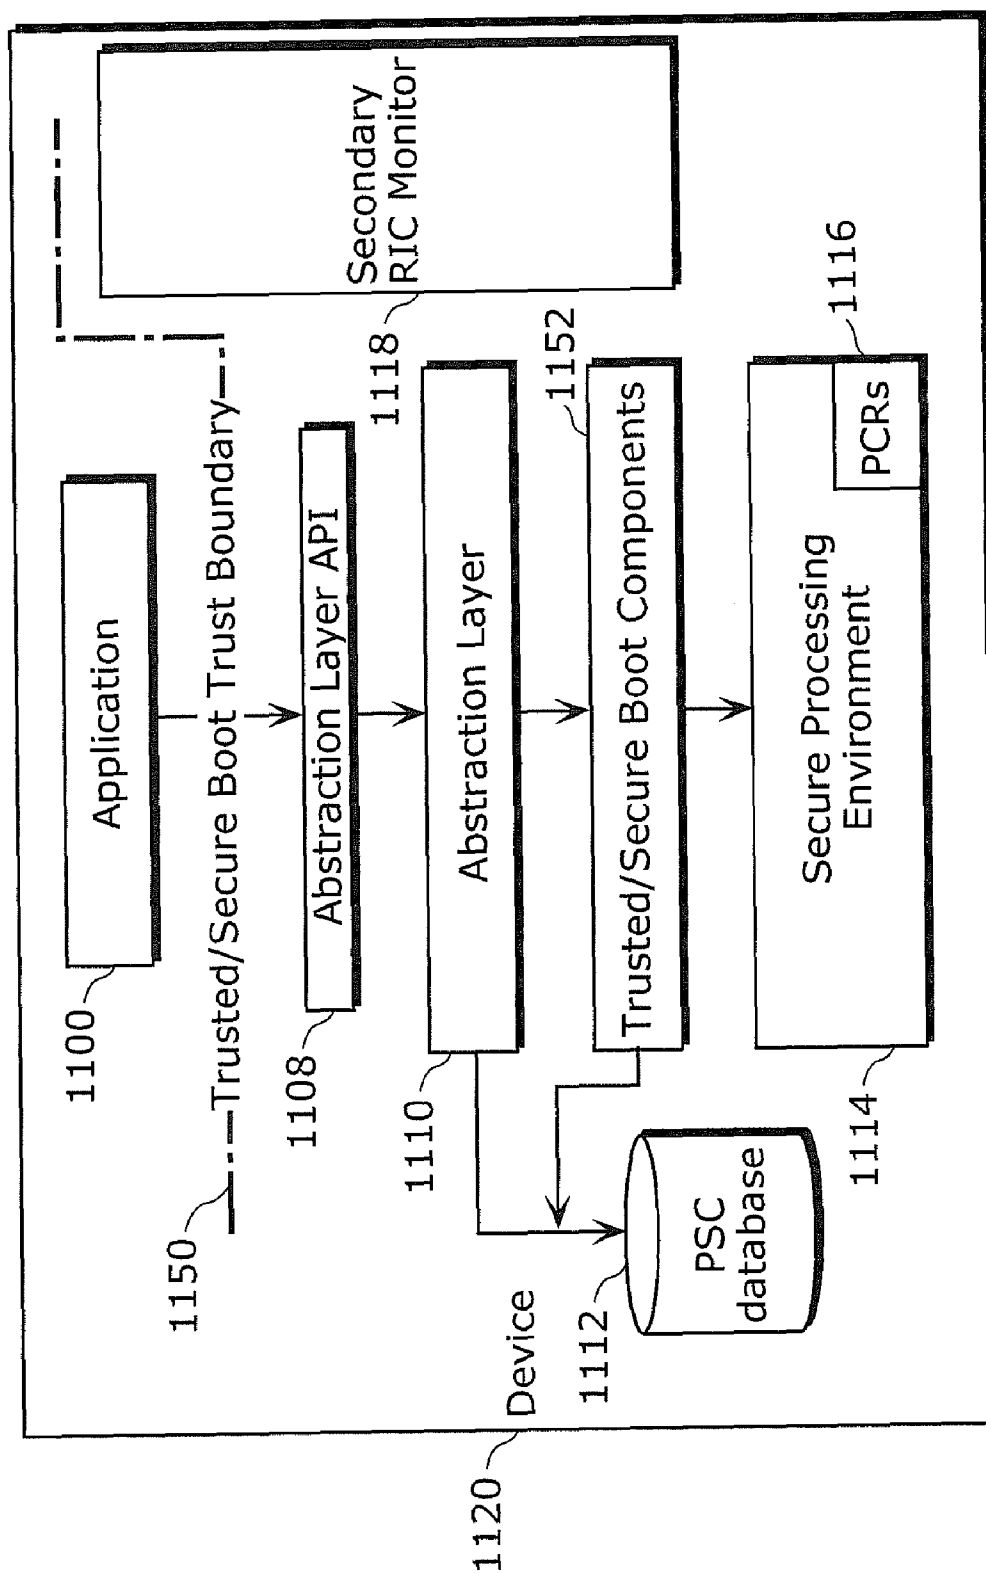 1100
Application
1150
Trusted/Secure Boot Trust Boundary
1108
Abstraction Layer API
1118
Secondary
RIC Monitor
1110
Abstraction Layer
1152
Trusted/Secure Boot Components
1120
Device
1112
PSC
database
1114
Secure Processing
Environment
1116
PCRs